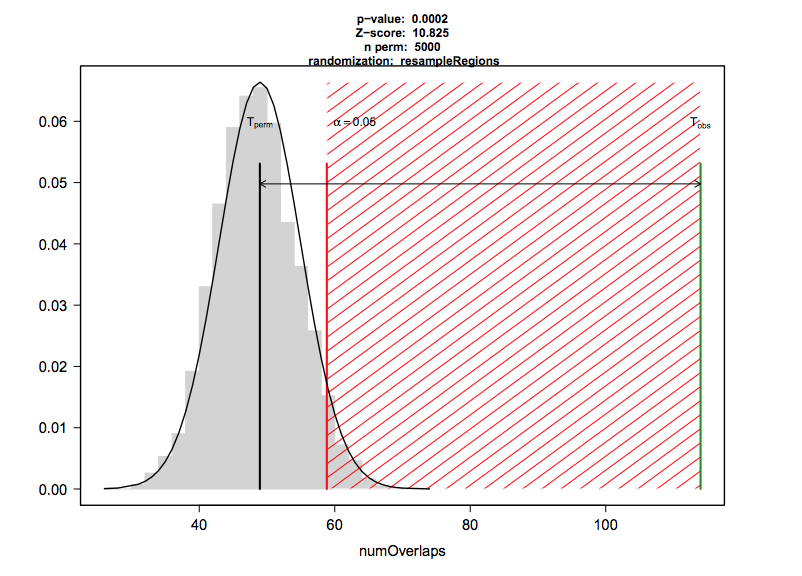 p−value: 0.0002
Z−score: 10.825
n perm: 5000
randomization: resampleRegions
0.06
0.05
0.04
0.03
0.02
0.01
0.00
Tperm
α = 0.05
Tobs
40 60 80 100
numOverlaps